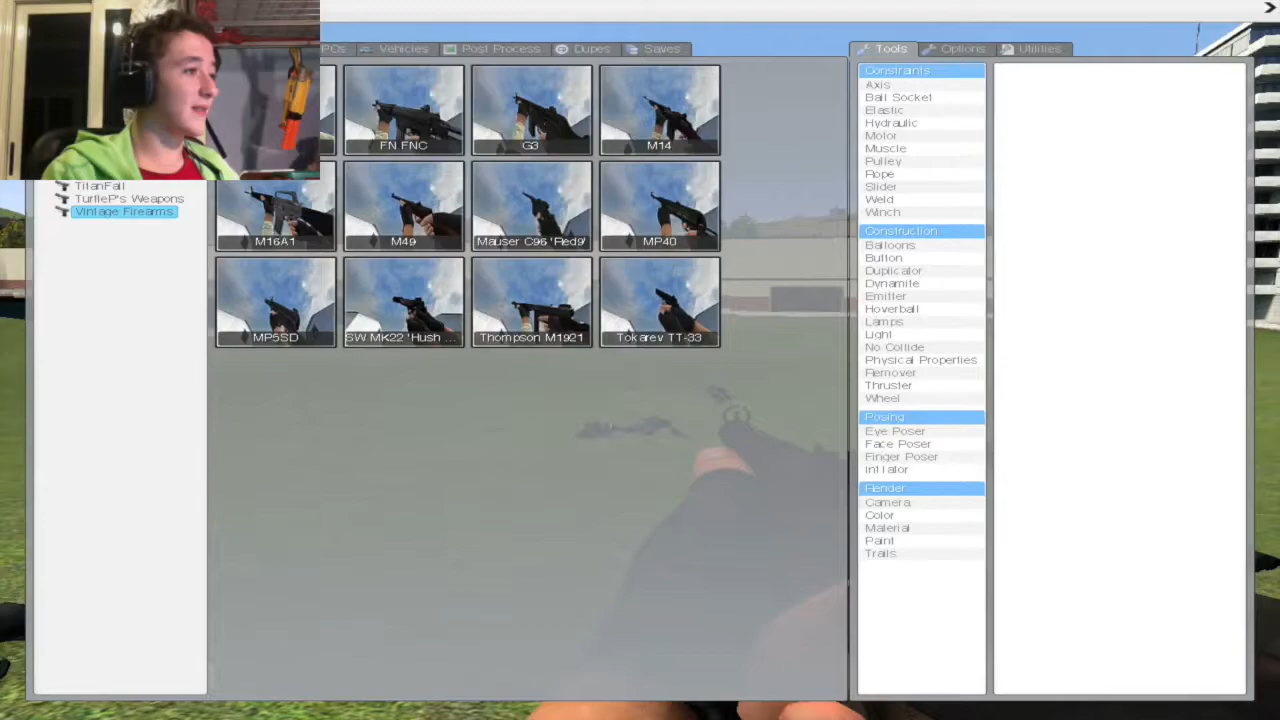 POs Vehicles Post Process Dupes Saves
Tools Options Utilities
FN FNC G3 M14
TitanFall
TurtleP's Weapons
Vintage Firearms
M16A1 M49 Mauser C96 'Red9' MP40
MP5SD SW MK22 'Hush ... Thompson M1921 Tokarev TT-33
Constraints
Axis
Ball Socket
Elastic
Hydraulic
Motor
Muscle
Pulley
Rope
Slider
Weld
Winch
Construction
Balloons
Button
Duplicator
Dynamite
Emitter
Hoverball
Lamps
Light
No Collide
Physical Properties
Remover
Thruster
Wheel
Posing
Eye Poser
Face Poser
Finger Poser
Inflator
Render
Camera
Color
Material
Paint
Trails